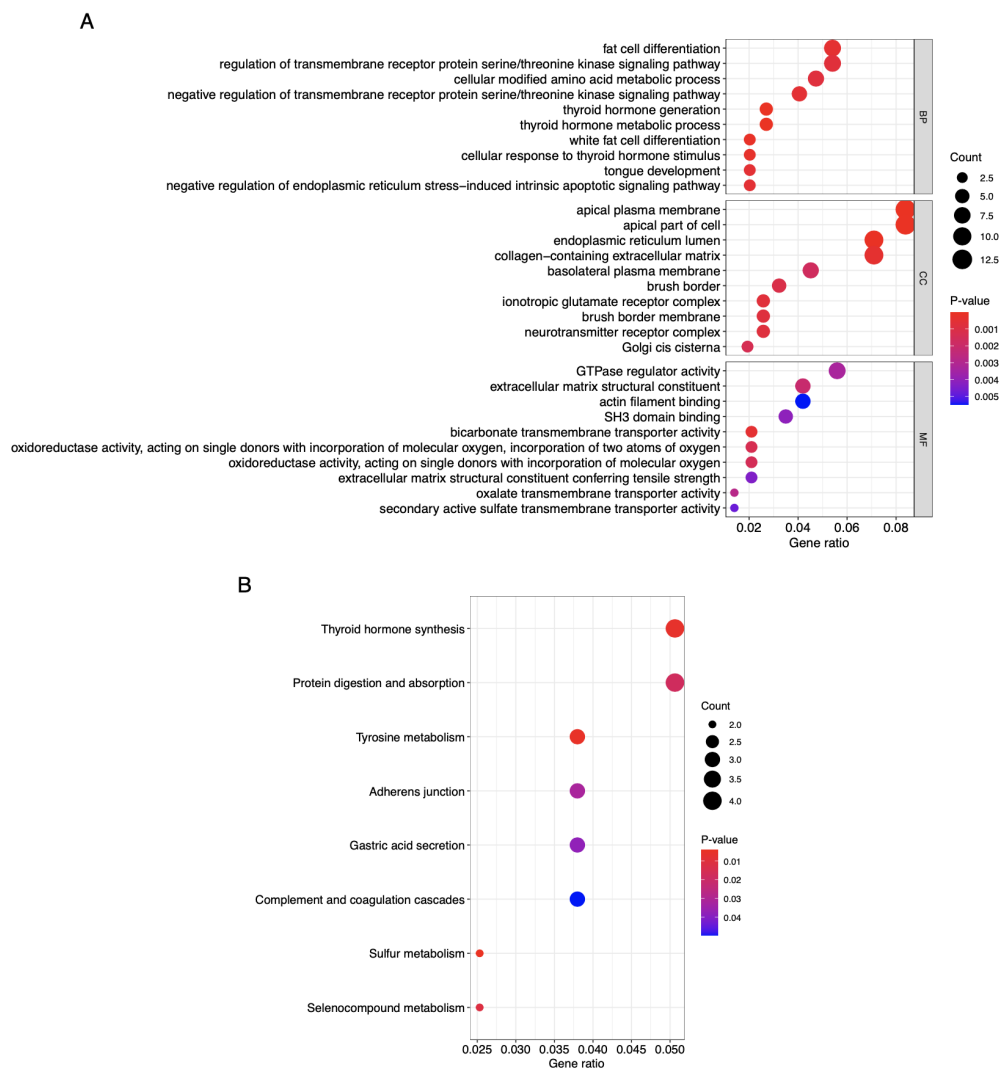 A
fat cell differentiation
regulation of transmembrane receptor protein serine/threonine kinase signaling pathway
cellular modified amino acid metabolic process
negative regulation of transmembrane receptor protein serine/threonine kinase signaling pathway
thyroid hormone generation
thyroid hormone metabolic process
white fat cell differentiation
cellular response to thyroid hormone stimulus
tongue development
negative regulation of endoplasmic reticulum stress−induced intrinsic apoptotic signaling pathway
BP
apical plasma membrane
apical part of cell
endoplasmic reticulum lumen
collagen−containing extracellular matrix
basolateral plasma membrane
brush border
ionotropic glutamate receptor complex
brush border membrane
neurotransmitter receptor complex
Golgi cis cisterna
CC
GTPase regulator activity
extracellular matrix structural constituent
actin filament binding
SH3 domain binding
bicarbonate transmembrane transporter activity
oxidoreductase activity, acting on single donors with incorporation of molecular oxygen, incorporation of two atoms of oxygen
oxidoreductase activity, acting on single donors with incorporation of molecular oxygen
extracellular matrix structural constituent conferring tensile strength
oxalate transmembrane transporter activity
secondary active sulfate transmembrane transporter activity
MF
0.02 0.04 0.06 0.08
Gene ratio
Count
2.5
5.0
7.5
10.0
12.5
P-value
0.001
0.002
0.003
0.004
0.005
B
Thyroid hormone synthesis
Protein digestion and absorption
Tyrosine metabolism
Adherens junction
Gastric acid secretion
Complement and coagulation cascades
Sulfur metabolism
Selenocompound metabolism
0.025 0.030 0.035 0.040 0.045 0.050
Gene ratio
Count
2.0
2.5
3.0
3.5
4.0
P-value
0.01
0.02
0.03
0.04